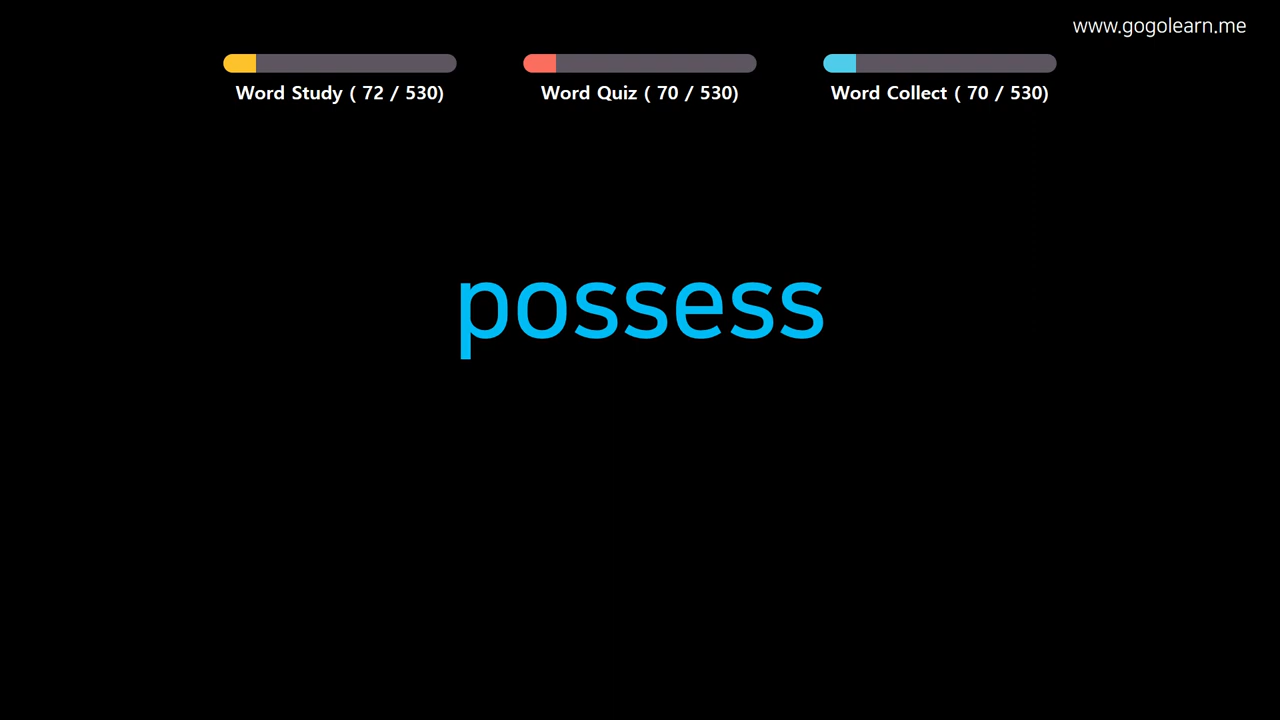 www.gogolearn.me
Word Study ( 72 / 530)
Word Quiz ( 70 / 530)
Word Collect ( 70 / 530)
possess